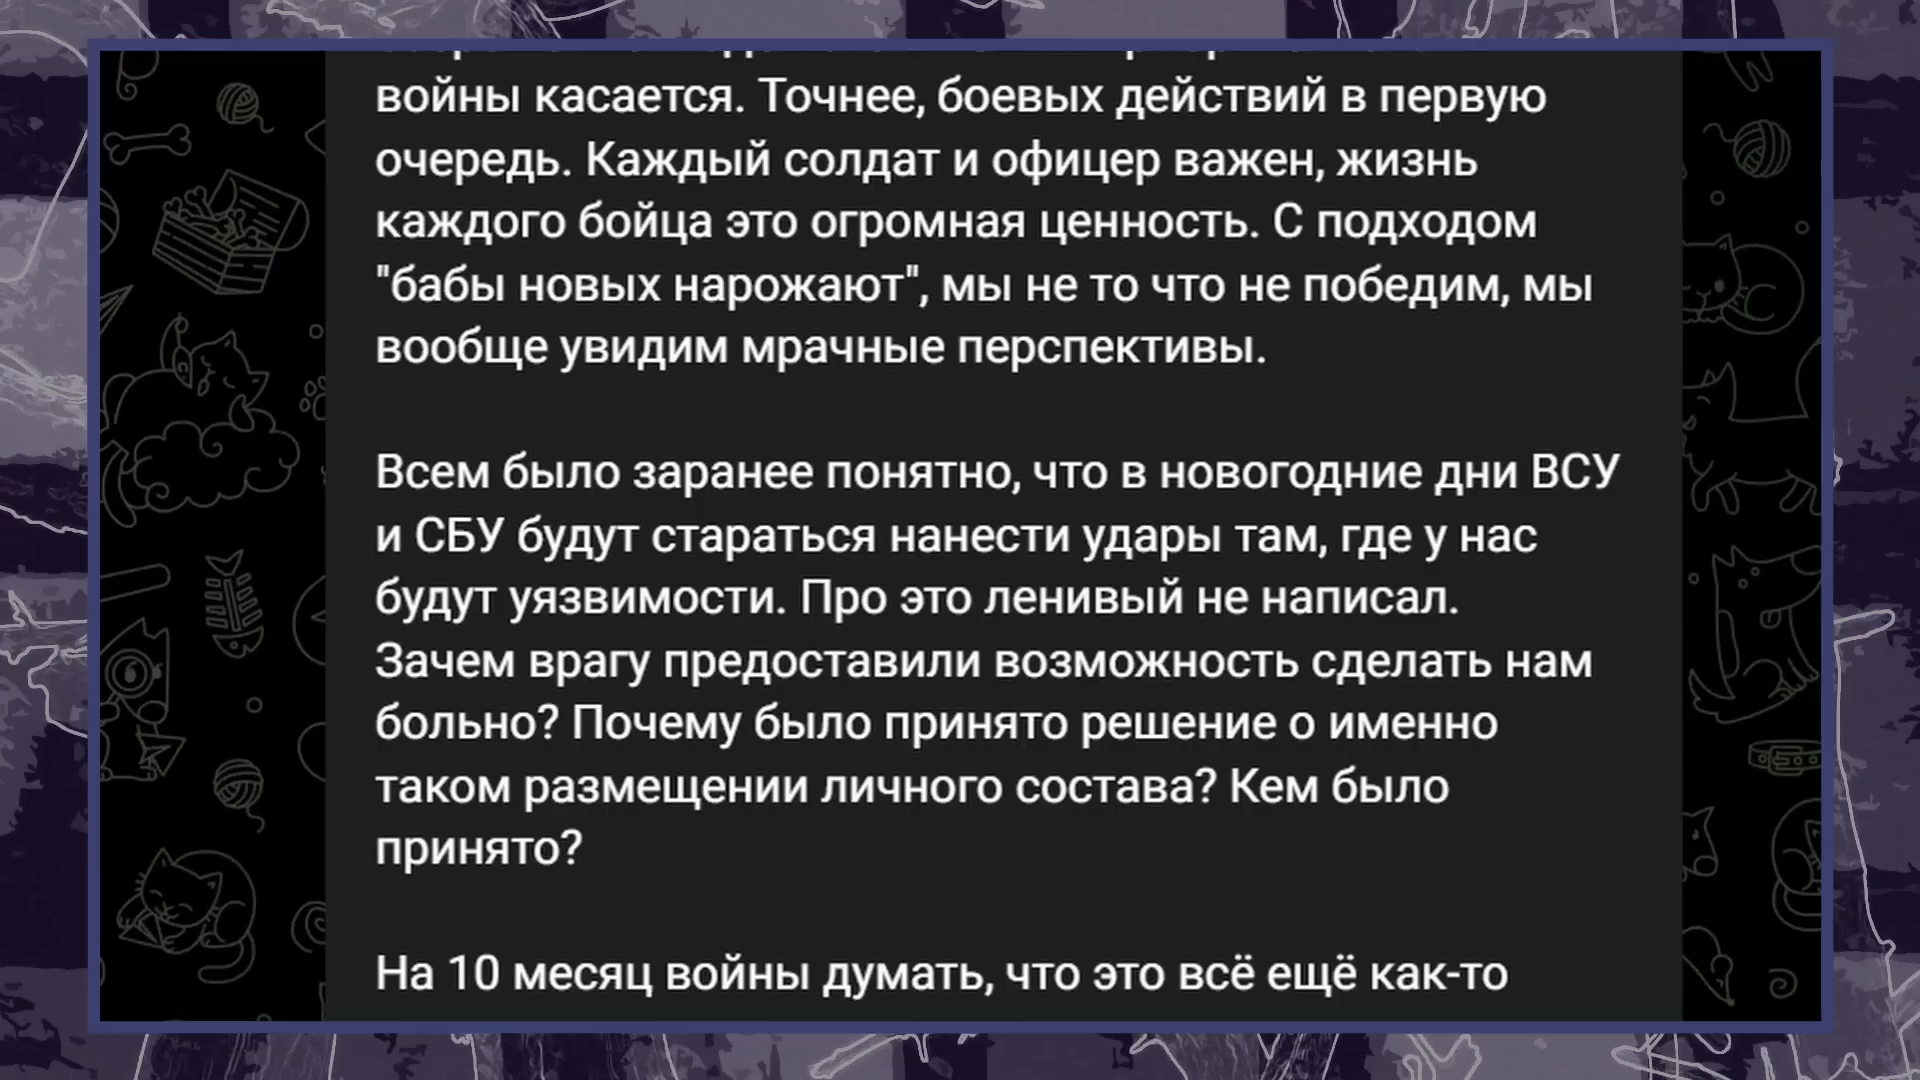 войны касается. Точнее, боевых действий в первую
очередь. Каждый солдат и офицер важен, жизнь
каждого бойца это огромная ценность. С подходом
"бабы новых нарожают", мы не то что не победим, мы
вообще увидим мрачные перспективы.
Всем было заранее понятно, что в новогодние дни ВСУ
и СБУ будут стараться нанести удары там, где у нас
будут уязвимости. Про это ленивый не написал.
Зачем врагу предоставили возможность сделать нам
больно? Почему было принято решение о именно
таком размещении личного состава? Кем было
принято?
На 10 месяц войны думать, что это всё ещё как-то